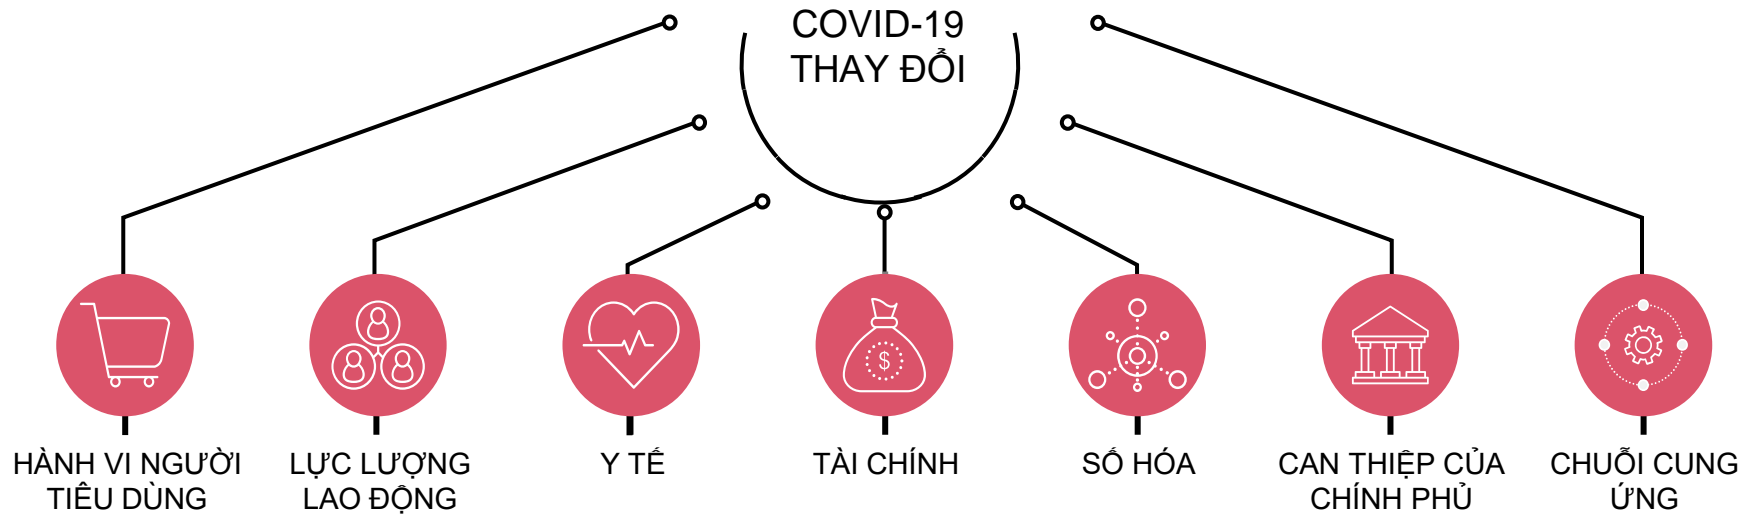 COVID-19
THAY ĐỔI
$
HÀNH VI NGƯỜI
TIÊU DÙNG
LỰC LƯỢNG
LAO ĐỘNG
Y TẾ
TÀI CHÍNH
SỐ HÓA
CAN THIỆP CỦA
CHÍNH PHỦ
CHUỖI CUNG
ỨNG